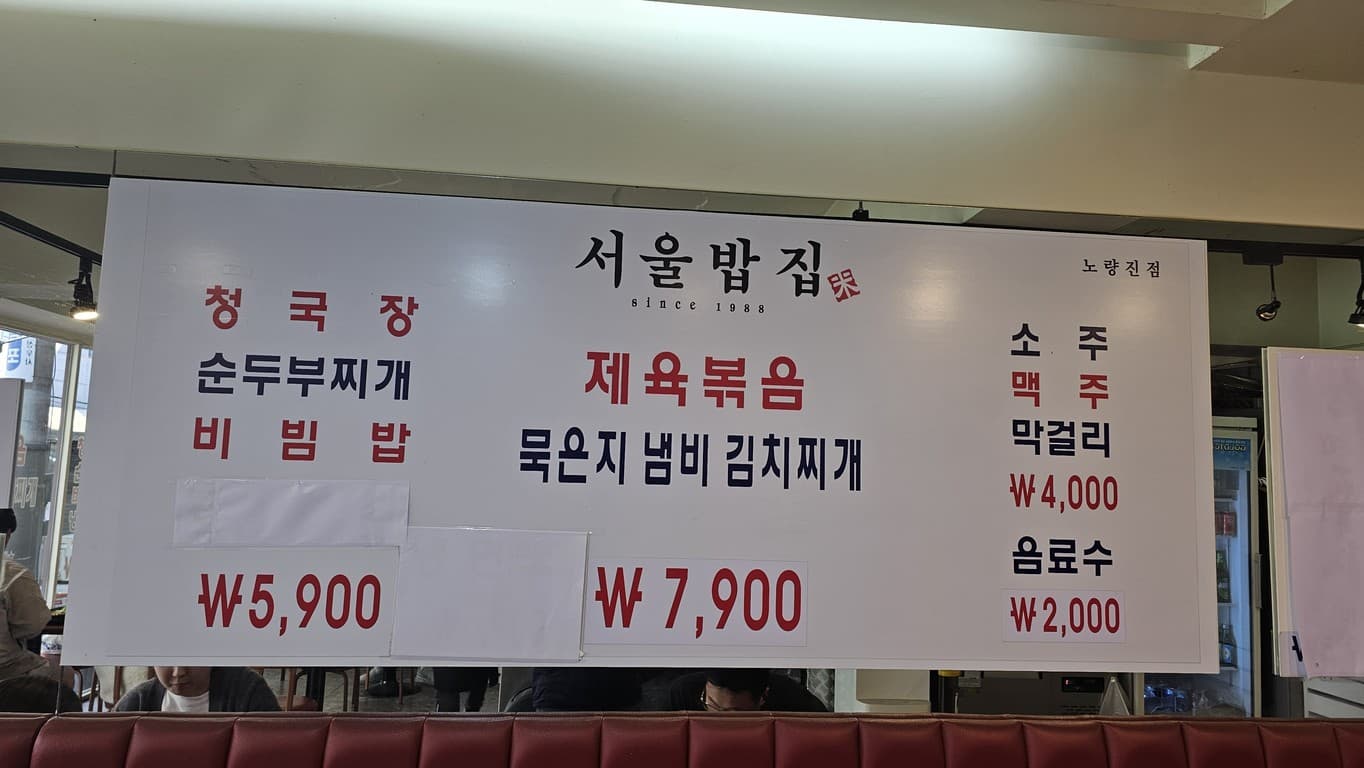 서울밥집
米
since 1988
노량진점
청국장
순두부찌개
비빔밥
₩5,900
제육볶음
묵은지 냄비 김치찌개
₩ 7,900
소주
맥주
막걸리
₩4,000
음료수
₩2,000